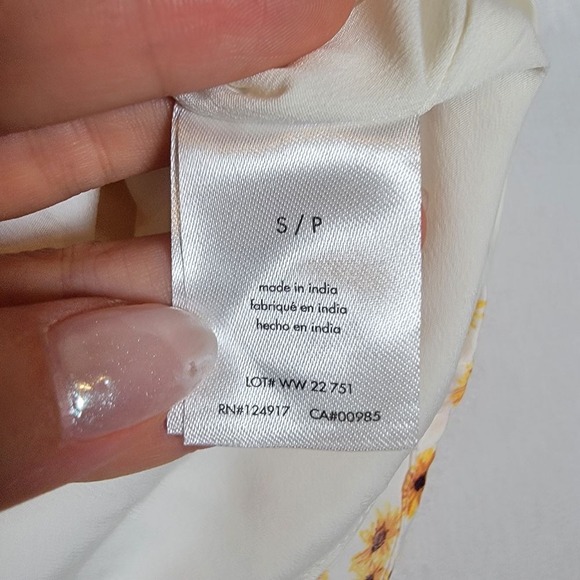 S / P
made in india
fabriqué en india
hecho en india
LOT# WW 22 751
RN#124917 CA#00985